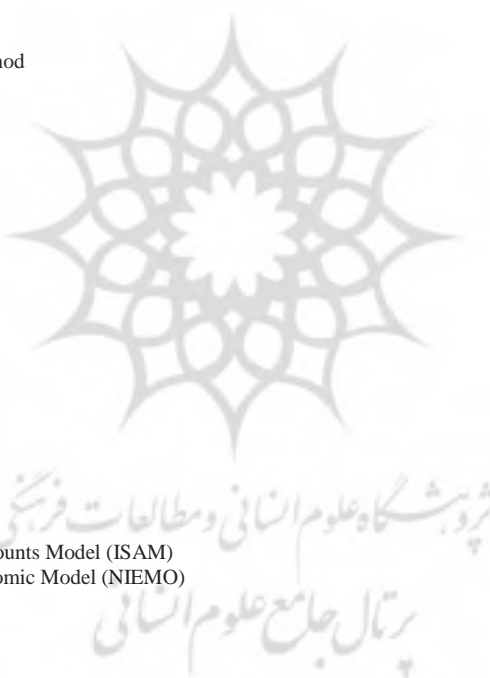 nod
پژوهشگاه علوم انسانی و مطالعات فرهنگی
ounts Model (ISAM)
omic Model (NIEMO)
پرتال جامع علوم انسانی